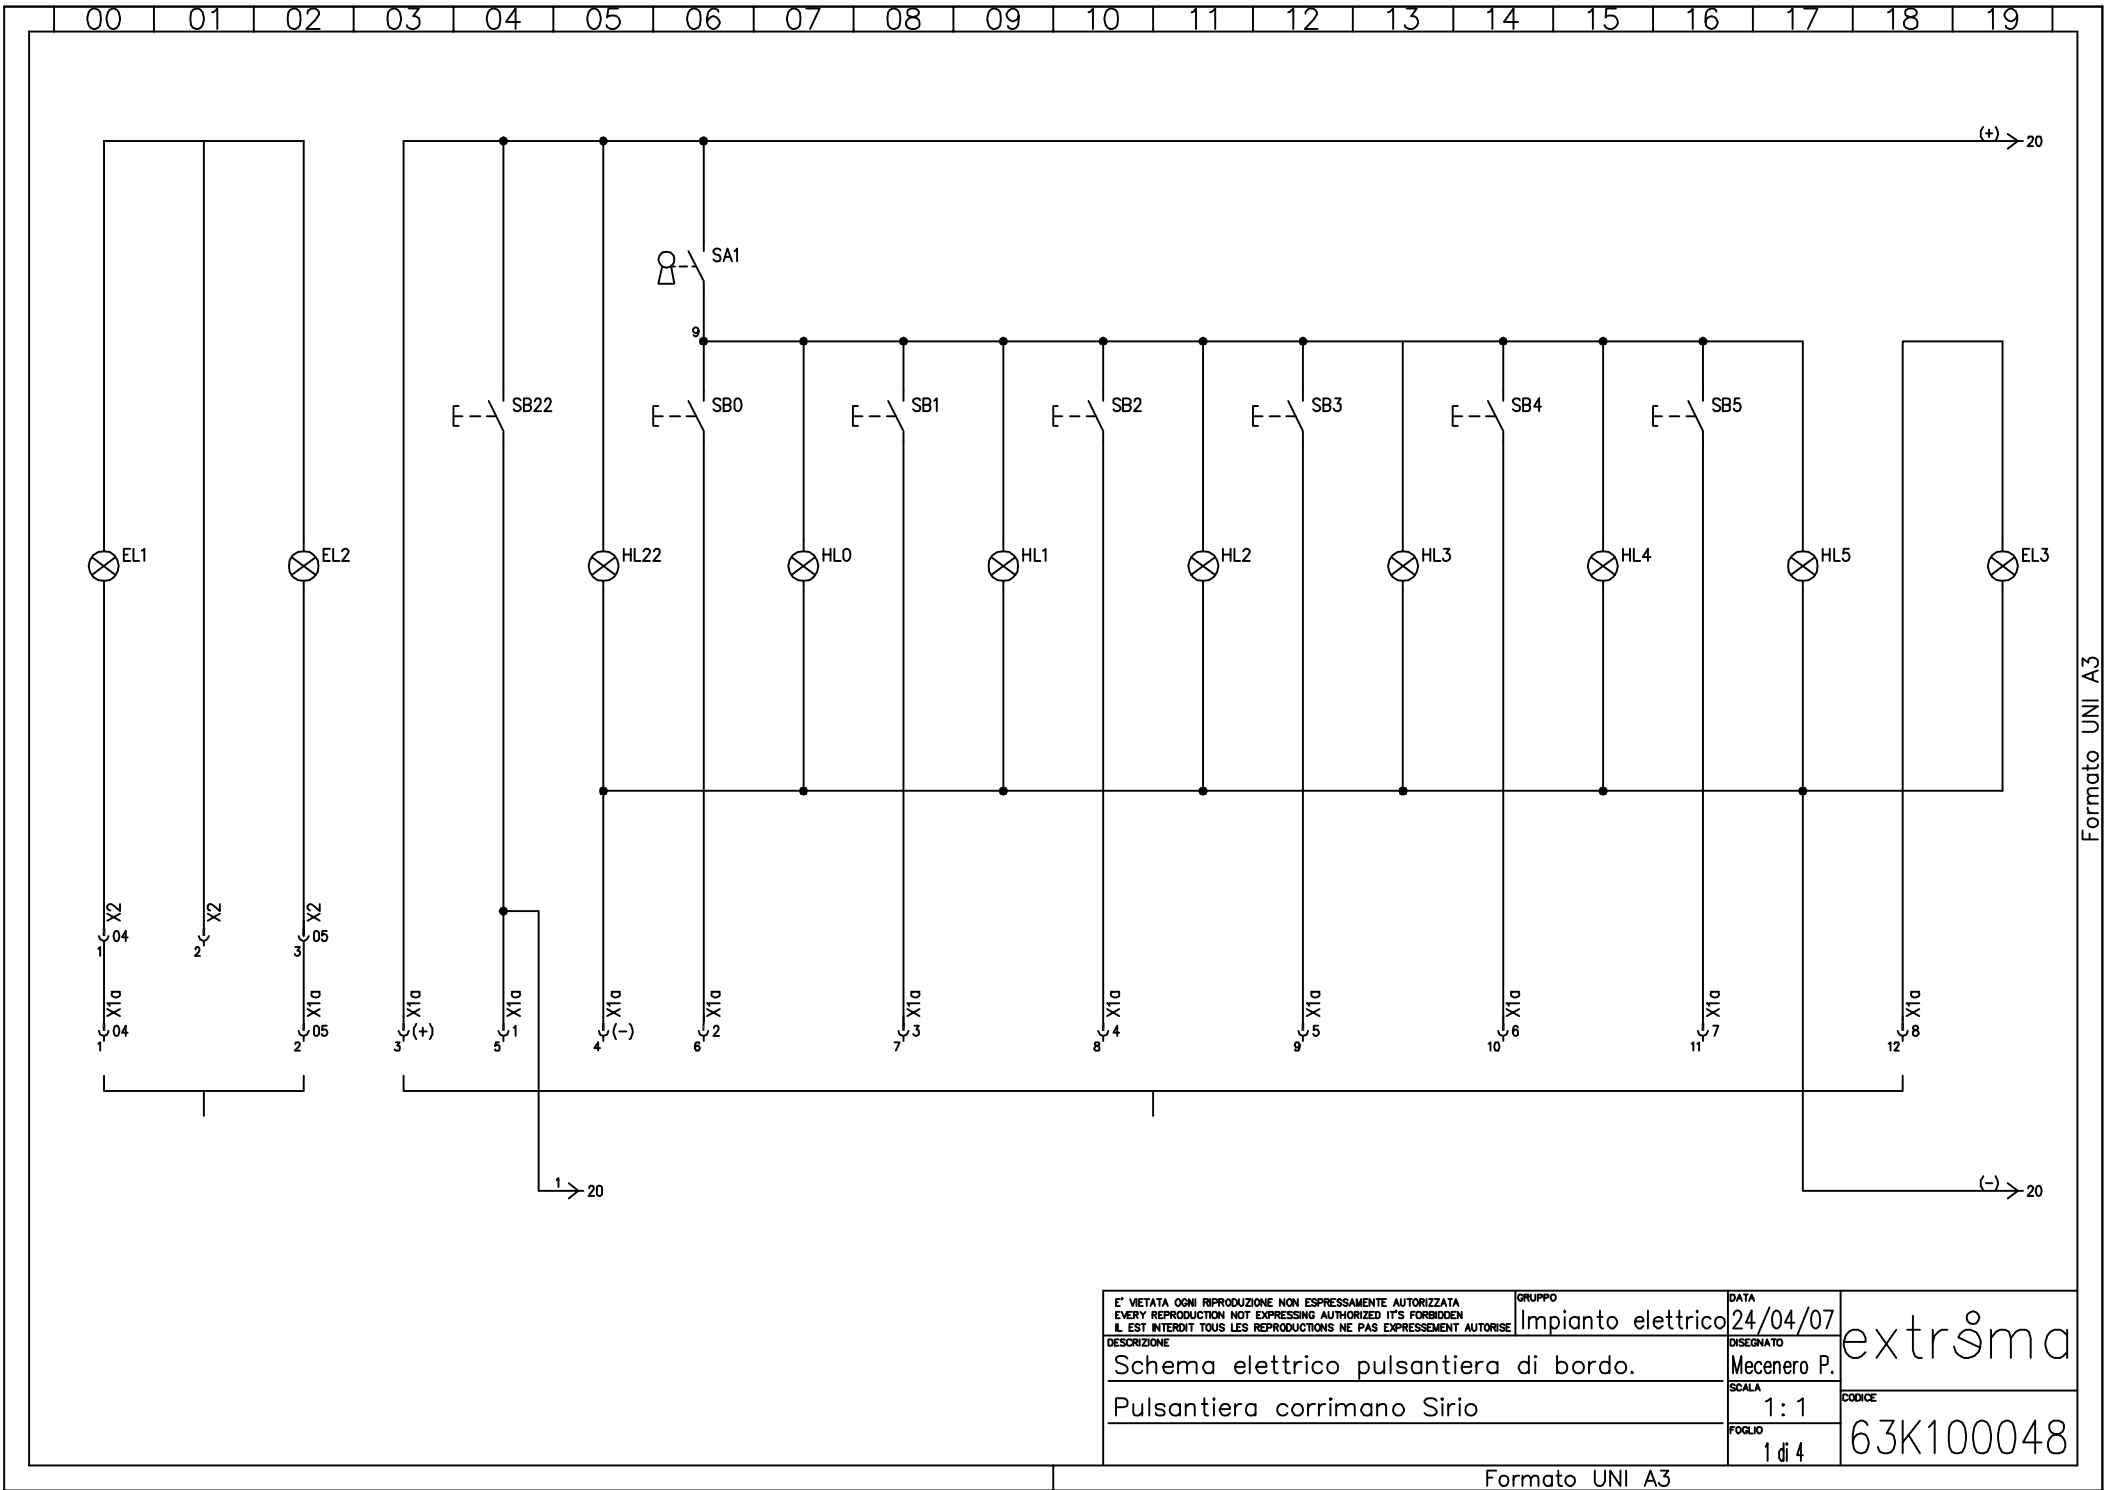 00 01 02 03 04 05 06 07 08 09 10 11 12 13 14 15 16 17 18 19
(+) 20
SA1
9
SB22 SB0 SB1 SB2 SB3 SB4 SB5
EL1 EL2 HL22 HL0 HL1 HL2 HL3 HL4 HL5 EL3
Formato UNI A3
X2 X2 X2
04 05
1 2 3
X1a X1a X1a X1a X1a X1a X1a X1a X1a X1a X1a X1a
04 05 (+) 1 (-) 2 3 4 5 6 7 8
1 2 3 5 4 6 7 8 9 10 11 12
1 20
(-) 20
E' VIETATA OGNI RIPRODUZIONE NON ESPRESSAMENTE AUTORIZZATA
EVERY REPRODUCTION NOT EXPRESSING AUTHORIZED IT'S FORBIDDEN
IL EST INTERDIT TOUS LES REPRODUCTIONS NE PAS EXPRESSEMENT AUTORISE
GRUPPO
Impianto elettrico
DATA
24/04/07
extrema
DESCRIZIONE
Schema elettrico pulsantiera di bordo.
Pulsantiera corrimano Sirio
DISEGNATO
Mecenero P.
SCALA
1:1
FOGLIO
1 di 4
CODICE
63K100048
Formato UNI A3